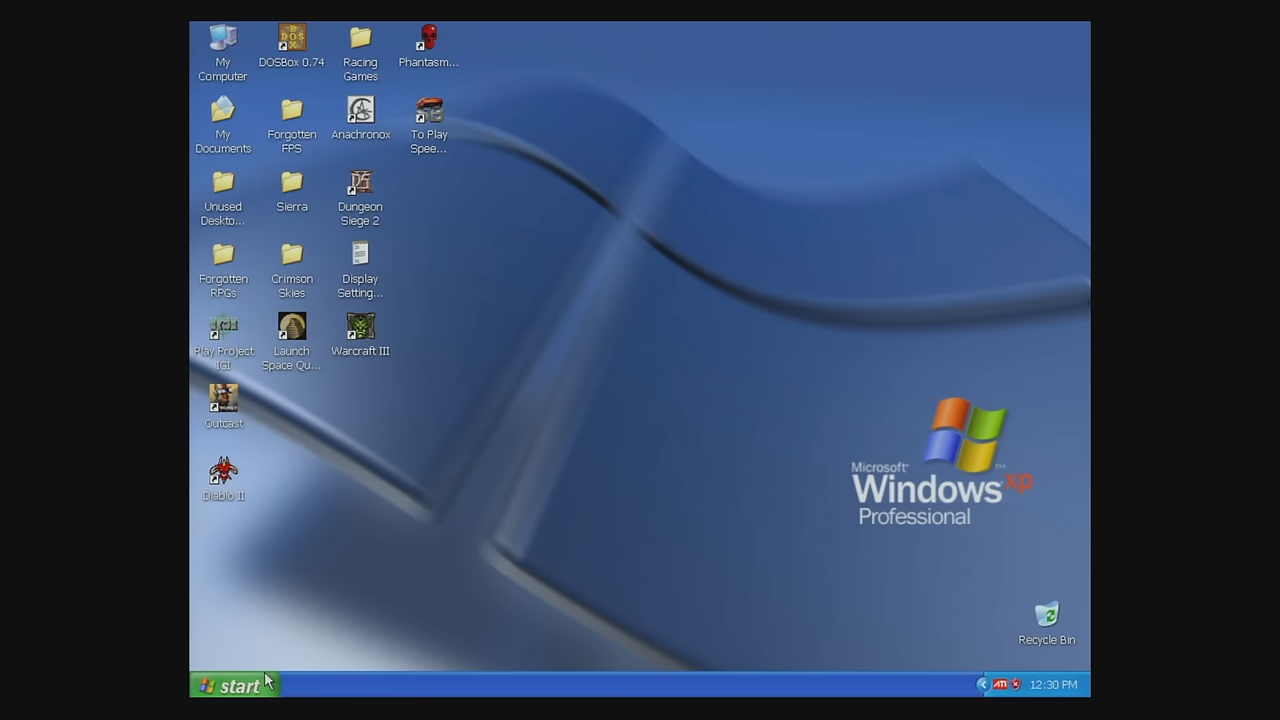 My
Computer
DOSBox 0.74
Racing
Games
Phantasm...
My
Documents
Forgotten
FPS
Anachronox
To Play
Spee...
Unused
Deskto...
Sierra
Dungeon
Siege 2
Forgotten
RPGs
Crimson
Skies
Display
Setting...
Play Project
IGI
Launch
Space Qu...
Warcraft III
Outcast
Diablo II
Microsoft
Windows xp
Professional
Recycle Bin
start
ATI
12:30 PM